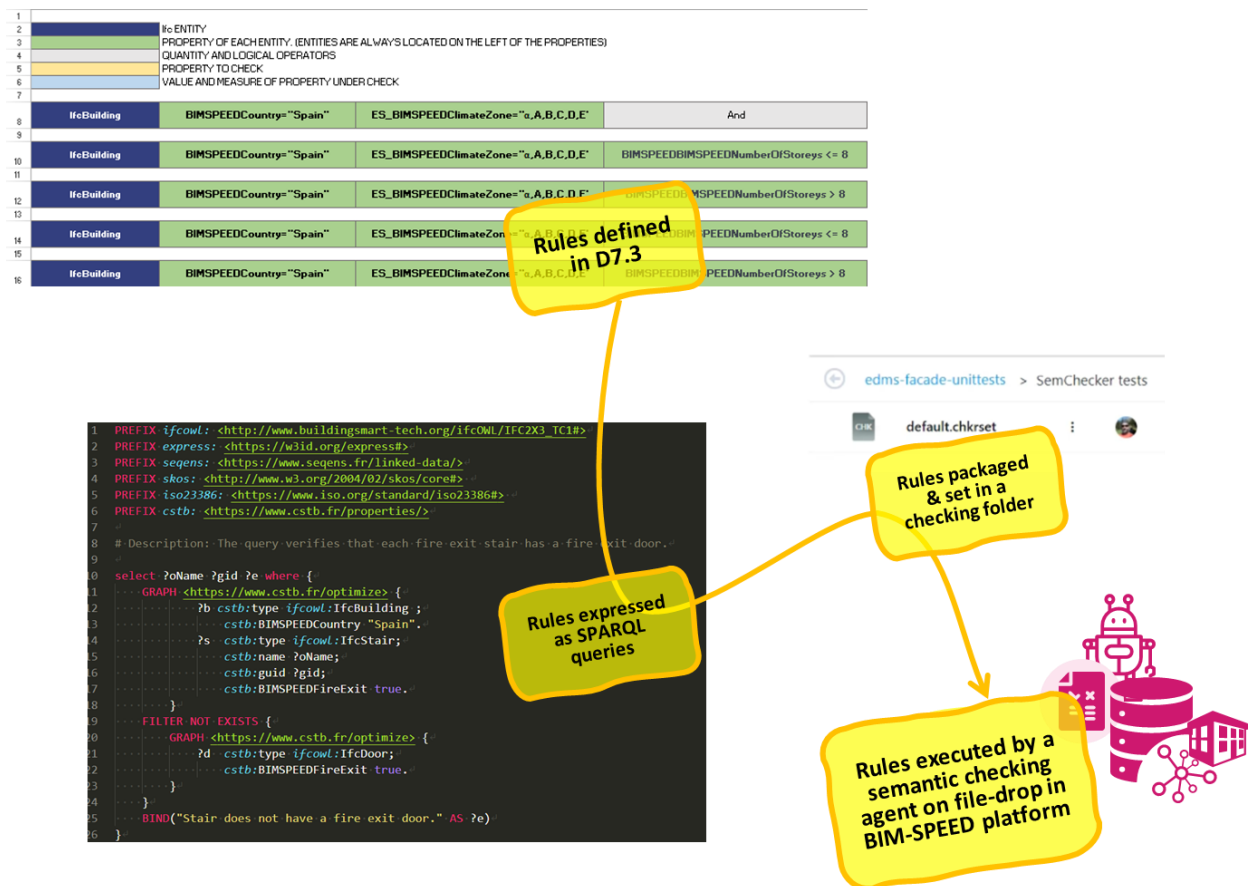 1
2 Ifc ENTITY
3 PROPERTY OF EACH ENTITY. (ENTITIES ARE ALWAYS LOCATED ON THE LEFT OF THE PROPERTIES)
4 QUANTITY AND LOGICAL OPERATORS
5 PROPERTY TO CHECK
6 VALUE AND MEASURE OF PROPERTY UNDER CHECK
7
8 IfcBuilding BIMSPEEDCountry="Spain" ES_BIMSPEEDClimateZone="α,A,B,C,D,E" And
9
10 IfcBuilding BIMSPEEDCountry="Spain" ES_BIMSPEEDClimateZone="α,A,B,C,D,E" BIMSPEEDBIMSPEEDNumberOfStoreys <= 8
11
12 IfcBuilding BIMSPEEDCountry="Spain" ES_BIMSPEEDClimateZone="α,A,B,C,D,E" BIMSPEEDBIMSPEEDNumberOfStoreys > 8
13
14 IfcBuilding BIMSPEEDCountry="Spain" ES_BIMSPEEDClimateZone="α,A,B,C,D,E" BIMSPEEDBIMSPEEDNumberOfStoreys <= 8
15
16 IfcBuilding BIMSPEEDCountry="Spain" ES_BIMSPEEDClimateZone="α,A,B,C,D,E" BIMSPEEDBIMSPEEDNumberOfStoreys > 8
Rules defined
in D7.3
edms-facade-unittests > SemChecker tests
CHK default.chkrset
Rules packaged
& set in a
checking folder
1 PREFIX ifcowl: <http://www.buildingsmart-tech.org/ifcOWL/IFC2X3_TC1#>
2 PREFIX express: <https://w3id.org/express#>
3 PREFIX seqens: <https://www.seqens.fr/linked-data/>
4 PREFIX skos: <http://www.w3.org/2004/02/skos/core#>
5 PREFIX iso23386: <https://www.iso.org/standard/iso23386#>
6 PREFIX cstb: <https://www.cstb.fr/properties/>
7
8 # Description: The query verifies that each fire exit stair has a fire exit door.
9
10 select ?oName ?gid ?e where {
11 GRAPH <https://www.cstb.fr/optimize> {
12 ?b cstb:type ifcowl:IfcBuilding ;
13 cstb:BIMSPEEDCountry "Spain".
14 ?s cstb:type ifcowl:IfcStair;
15 cstb:name ?oName;
16 cstb:guid ?gid;
17 cstb:BIMSPEEDFireExit true.
18 }
19 FILTER NOT EXISTS {
20 GRAPH <https://www.cstb.fr/optimize> {
21 ?d cstb:type ifcowl:IfcDoor;
22 cstb:BIMSPEEDFireExit true.
23 }
24 }
25 BIND("Stair does not have a fire exit door." AS ?e)
26 }
Rules expressed
as SPARQL
queries
Rules executed by a
semantic checking
agent on file-drop in
BIM-SPEED platform